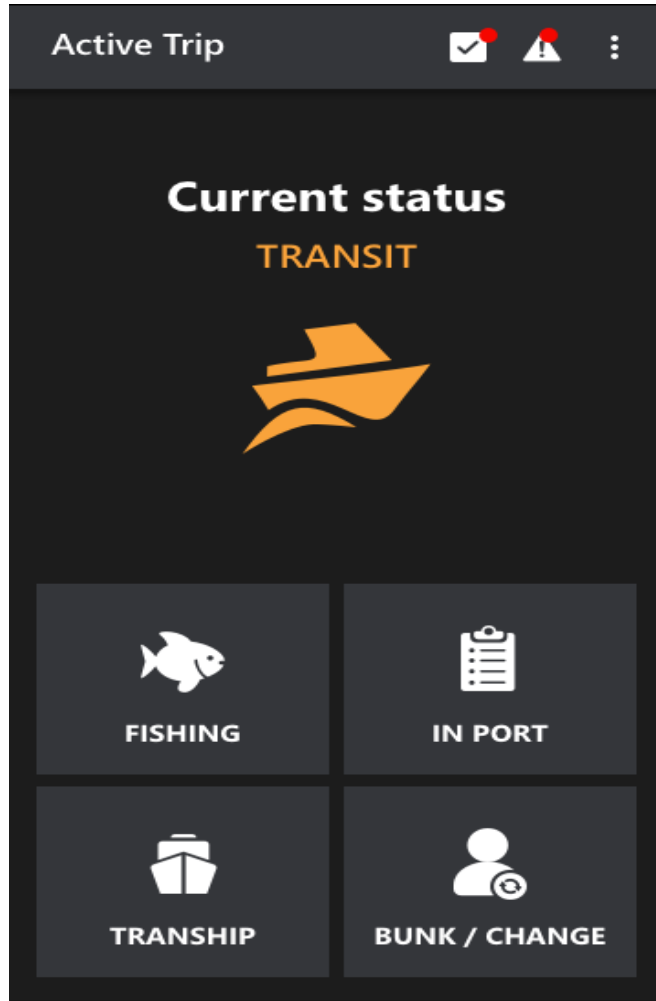 Active Trip
Current status
TRANSIT
FISHING
IN PORT
TRANSHIP
BUNK / CHANGE